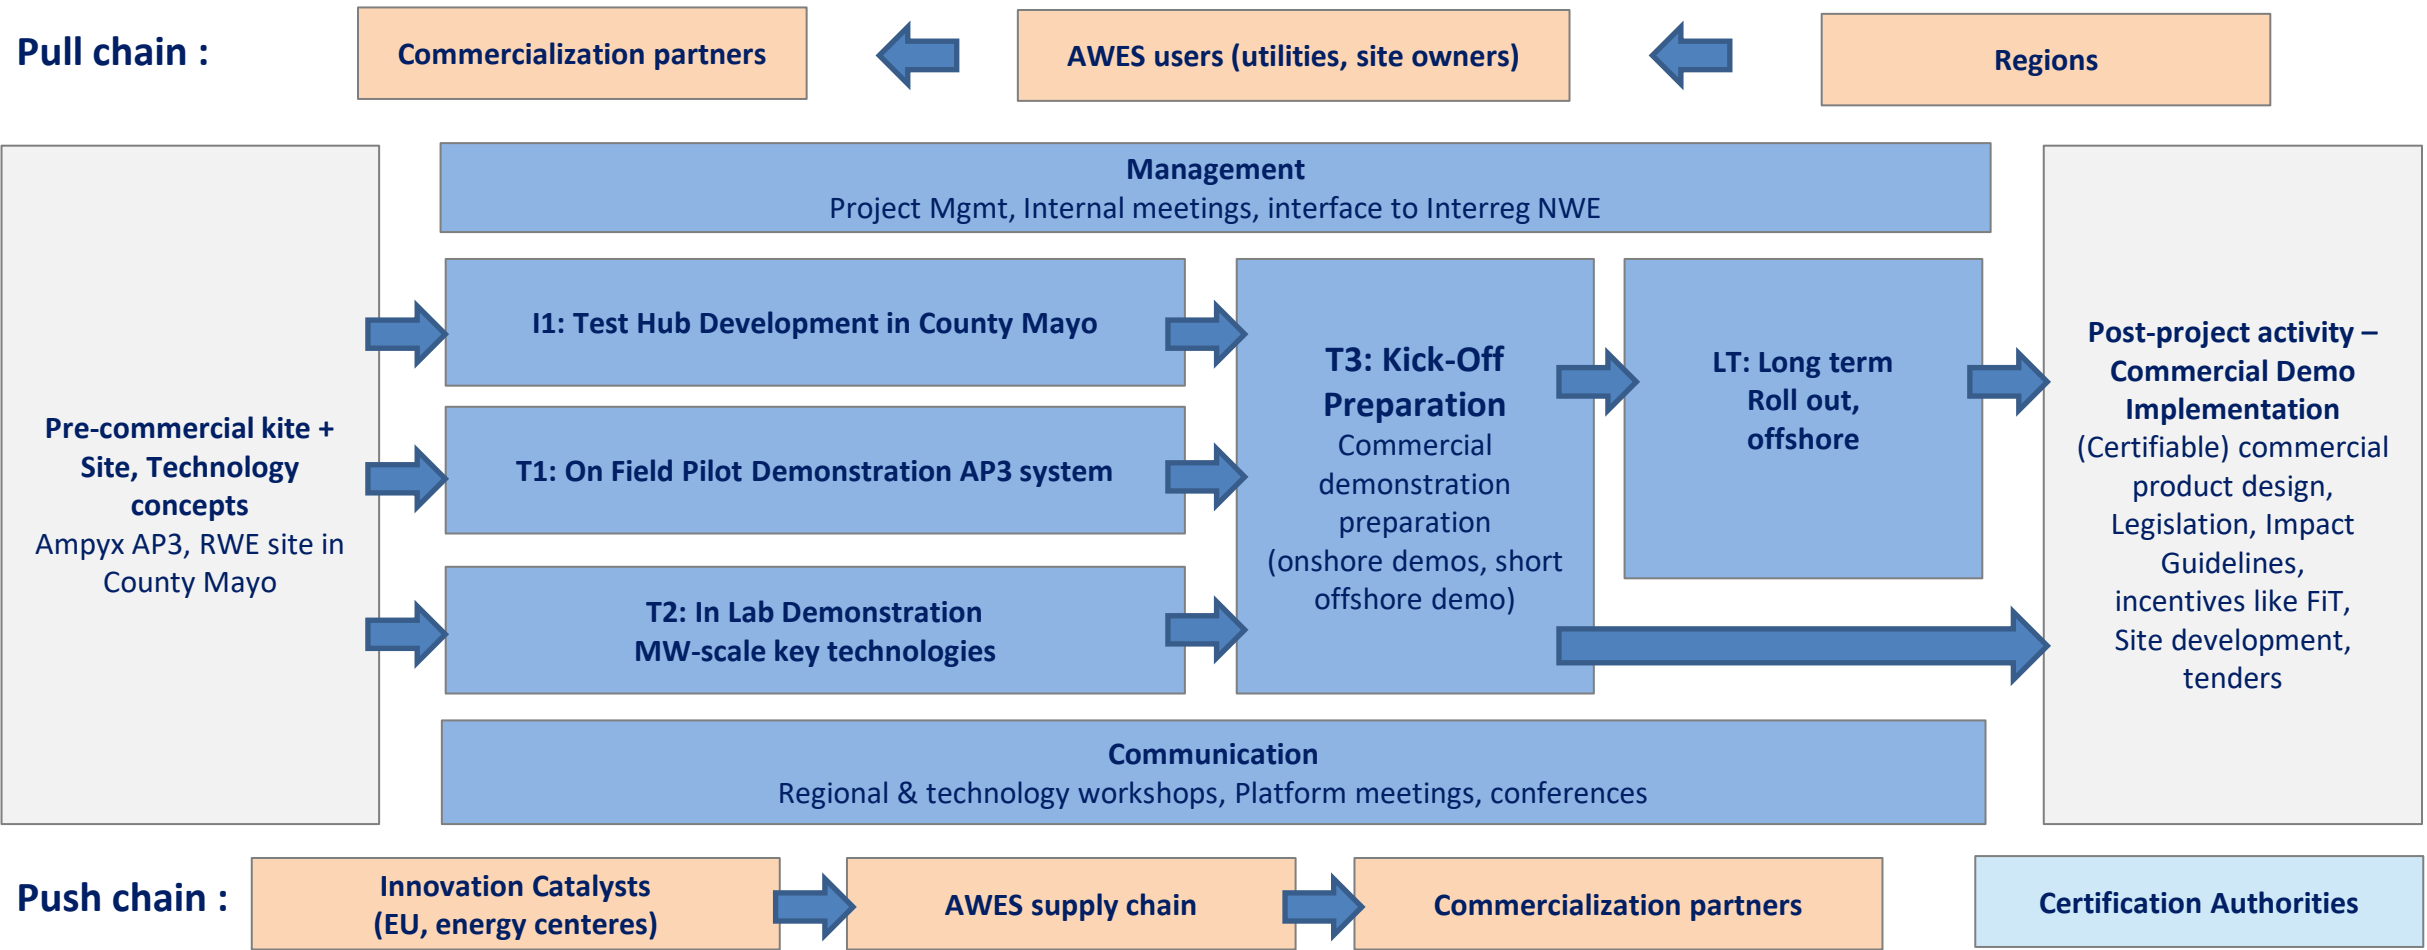 Pull chain :
Commercialization partners
AWES users (utilities, site owners)
Regions
Management
Project Mgmt, Internal meetings, interface to Interreg NWE
Pre-commercial kite +
Site, Technology
concepts
Ampyx AP3, RWE site in
County Mayo
I1: Test Hub Development in County Mayo
T1: On Field Pilot Demonstration AP3 system
T2: In Lab Demonstration
MW-scale key technologies
T3: Kick-Off
Preparation
Commercial
demonstration
preparation
(onshore demos, short
offshore demo)
LT: Long term
Roll out,
offshore
Post-project activity –
Commercial Demo
Implementation
(Certifiable) commercial
product design,
Legislation, Impact
Guidelines,
incentives like FiT,
Site development,
tenders
Communication
Regional & technology workshops, Platform meetings, conferences
Push chain :
Innovation Catalysts
(EU, energy centeres)
AWES supply chain
Commercialization partners
Certification Authorities